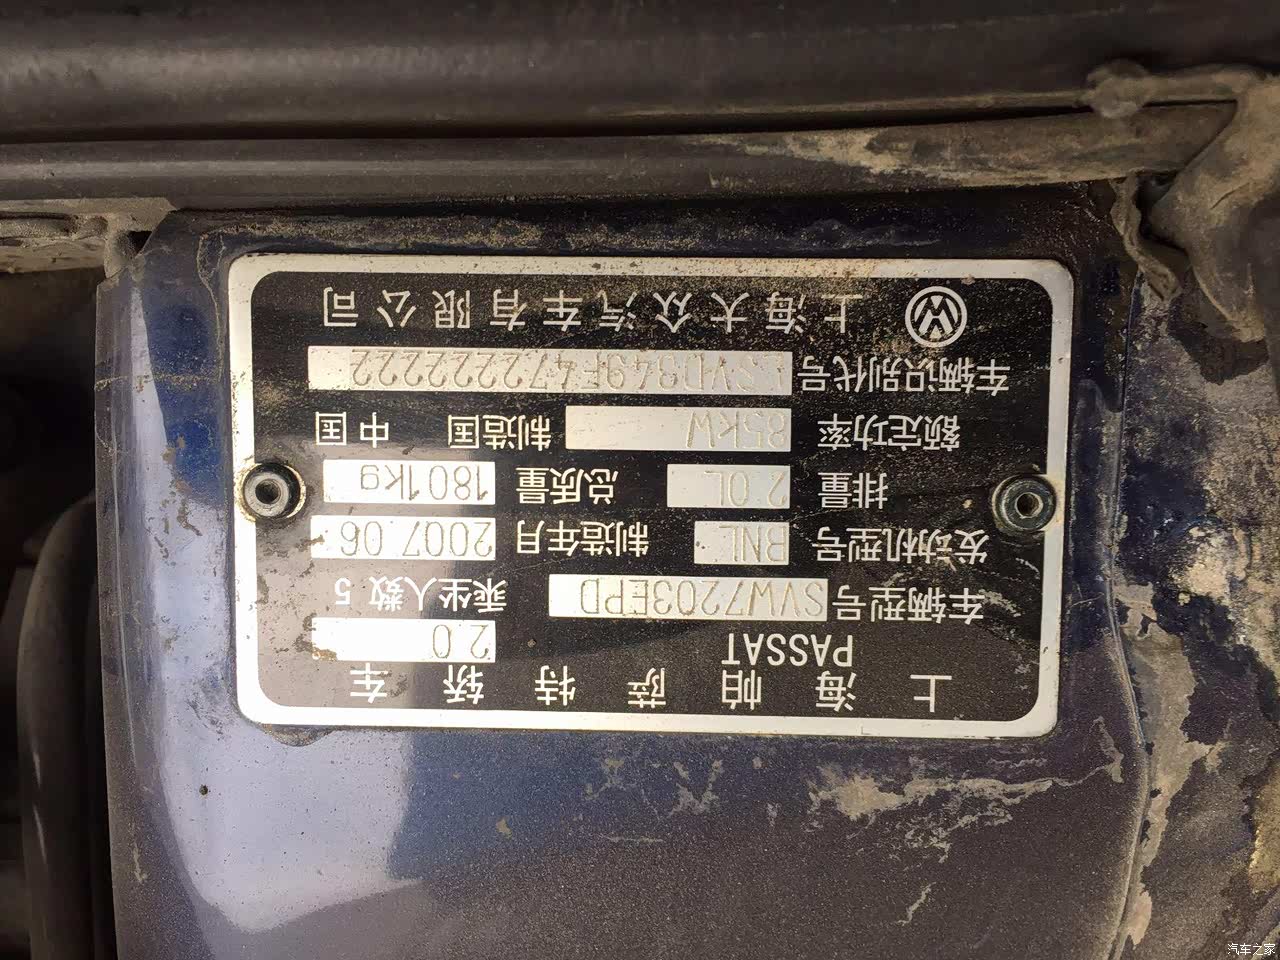 上海帕萨特轿车
PASSAT 2.0
车辆型号 SVW7203EPD 乘坐人数 5
发动机型号 BNL 制造年月 2007.06
排量 2.0L 总质量 1801kg
额定功率 85kW 制造国 中国
车辆识别代号 LSVD349F472222222
上海大众汽车有限公司
汽车之家